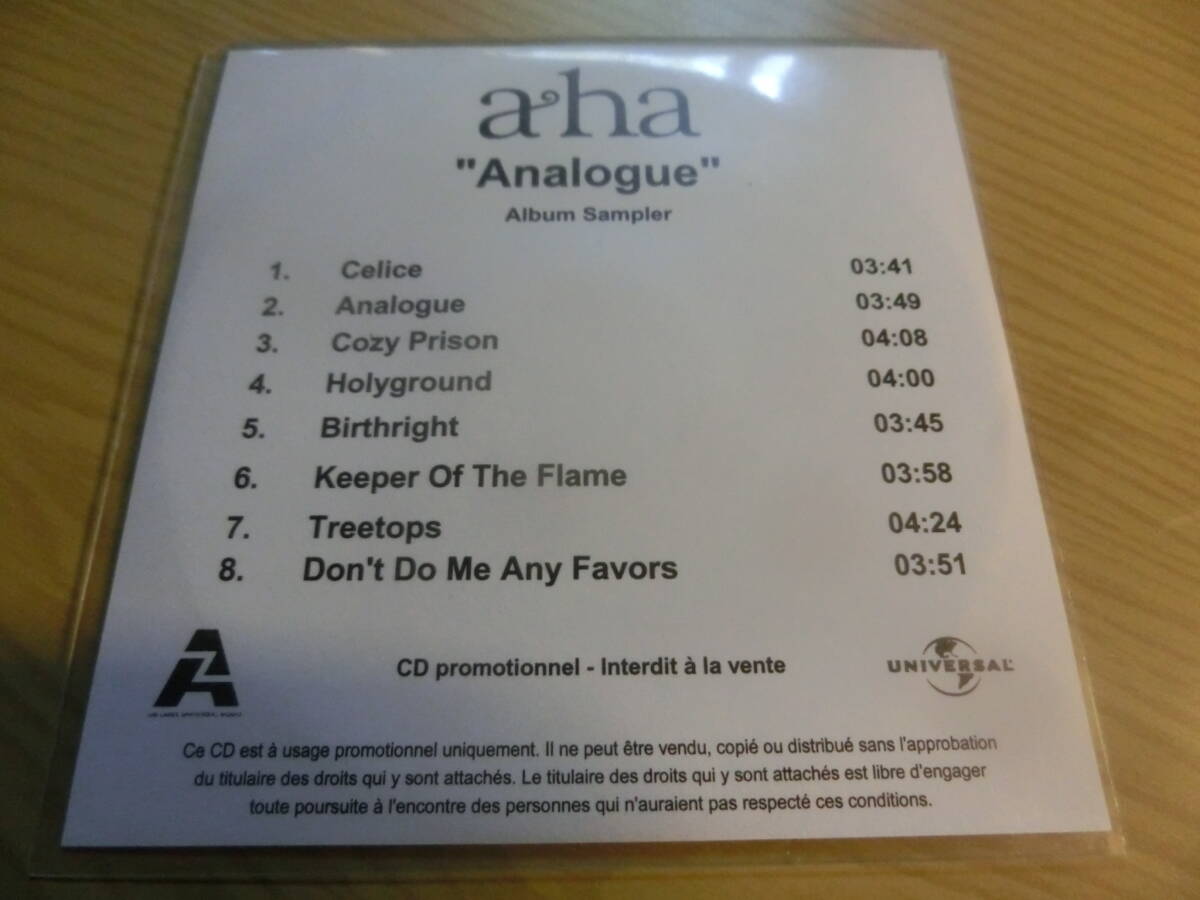 a-ha
"Analogue"
Album Sampler
1. Celice 03:41
2. Analogue 03:49
3. Cozy Prison 04:08
4. Holyground 04:00
5. Birthright 03:45
6. Keeper Of The Flame 03:58
7. Treetops 04:24
8. Don't Do Me Any Favors 03:51
CD promotionnel - Interdit à la vente
UNIVERSAL
Ce CD est à usage promotionnel uniquement. Il ne peut être vendu, copié ou distribué sans l'approbation
du titulaire des droits qui y sont attachés. Le titulaire des droits qui y sont attachés est libre d'engager
toute poursuite à l'encontre des personnes qui n'auraient pas respecté ces conditions.